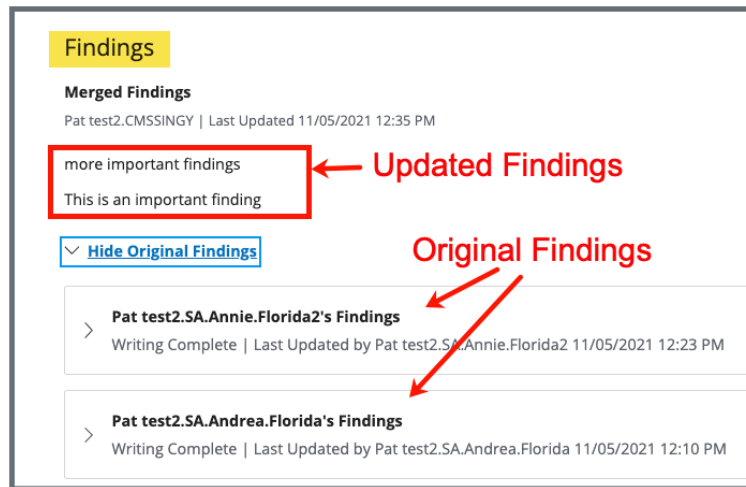 Findings
Merged Findings
Pat test2.CMSSINGY | Last Updated 11/05/2021 12:35 PM
more important findings
Updated Findings
This is an important finding
Hide Original Findings
Original Findings
Pat test2.SA.Annie.Florida2's Findings
Writing Complete | Last Updated by Pat test2.SA.Annie.Florida2 11/05/2021 12:23 PM
Pat test2.SA.Andrea.Florida's Findings
Writing Complete | Last Updated by Pat test2.SA.Andrea.Florida 11/05/2021 12:10 PM